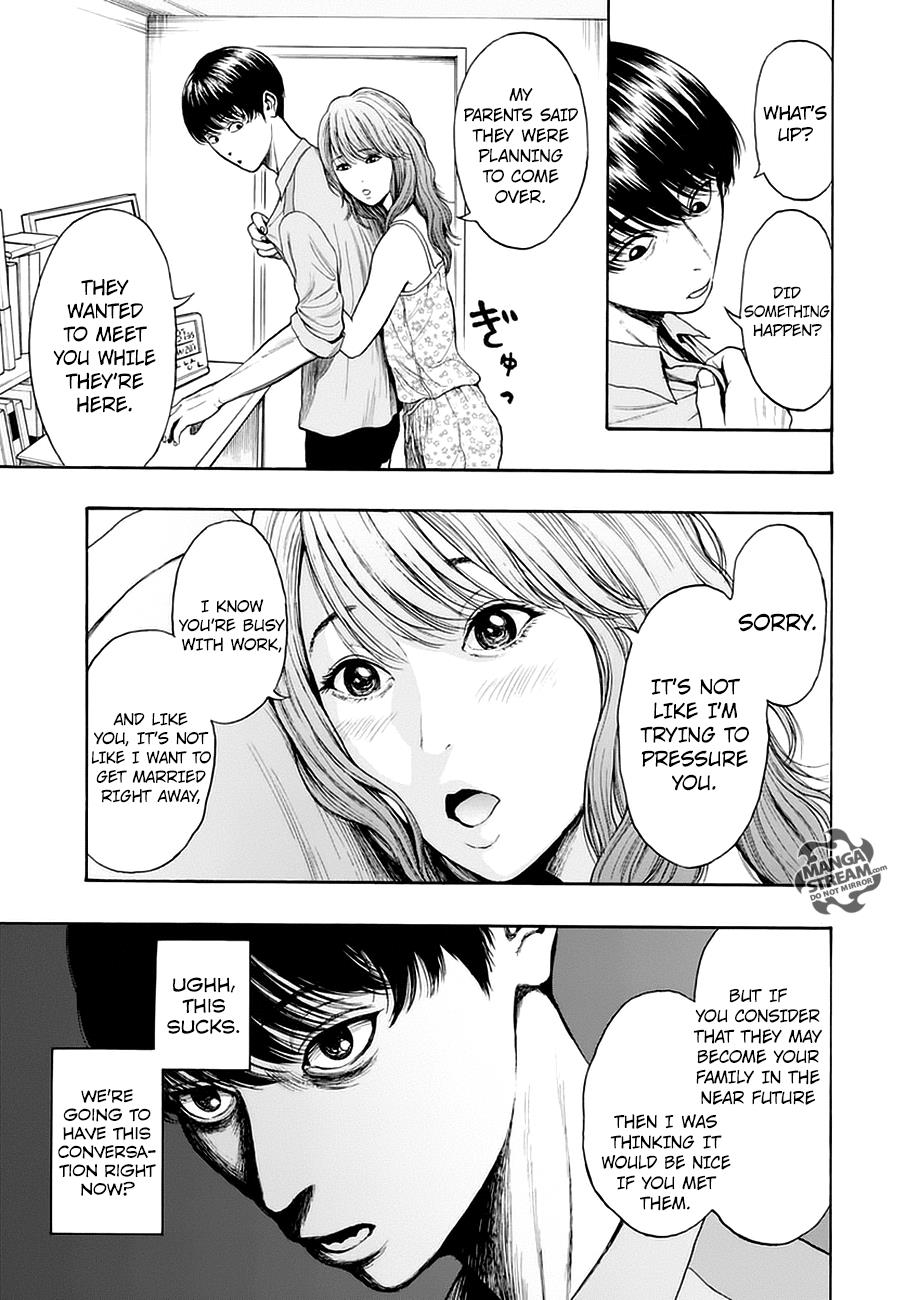 WHAT'S
UP?
DID
SOMETHING
HAPPEN?
MY
PARENTS SAID
THEY WERE
PLANNING
TO COME
OVER.
ぎゅっ
THEY
WANTED
TO MEET
YOU WHILE
THEY'RE
HERE.
SORRY.
IT'S NOT
LIKE I'M
TRYING TO
PRESSURE
YOU.
I KNOW
YOU'RE BUSY
WITH WORK,
AND LIKE
YOU, IT'S NOT
LIKE I WANT TO
GET MARRIED
RIGHT AWAY,
MANGA
STREAM.com
DO NOT MIRROR
BUT IF
YOU CONSIDER
THAT THEY MAY
BECOME YOUR
FAMILY IN THE
NEAR FUTURE
THEN I WAS
THINKING IT
WOULD BE NICE
IF YOU MET
THEM.
UGHH,
THIS
SUCKS.
WE'RE
GOING TO
HAVE THIS
CONVERSA-
TION RIGHT
NOW?